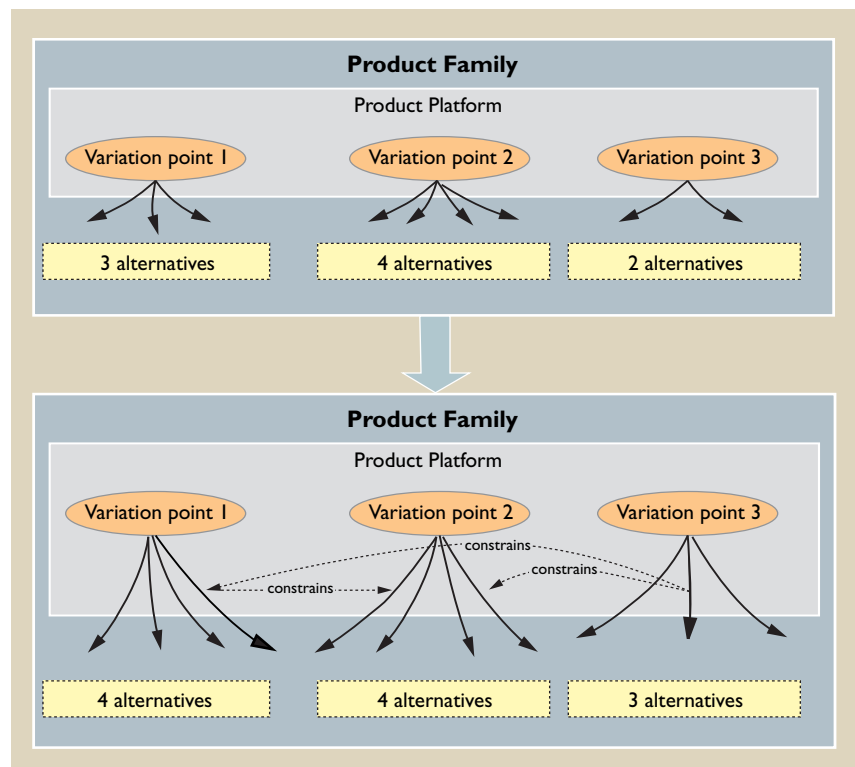 Product Family
Product Platform
Variation point 1
Variation point 2
Variation point 3
3 alternatives
4 alternatives
2 alternatives
Product Family
Product Platform
Variation point 1
Variation point 2
Variation point 3
constrains
constrains
constrains
4 alternatives
4 alternatives
3 alternatives